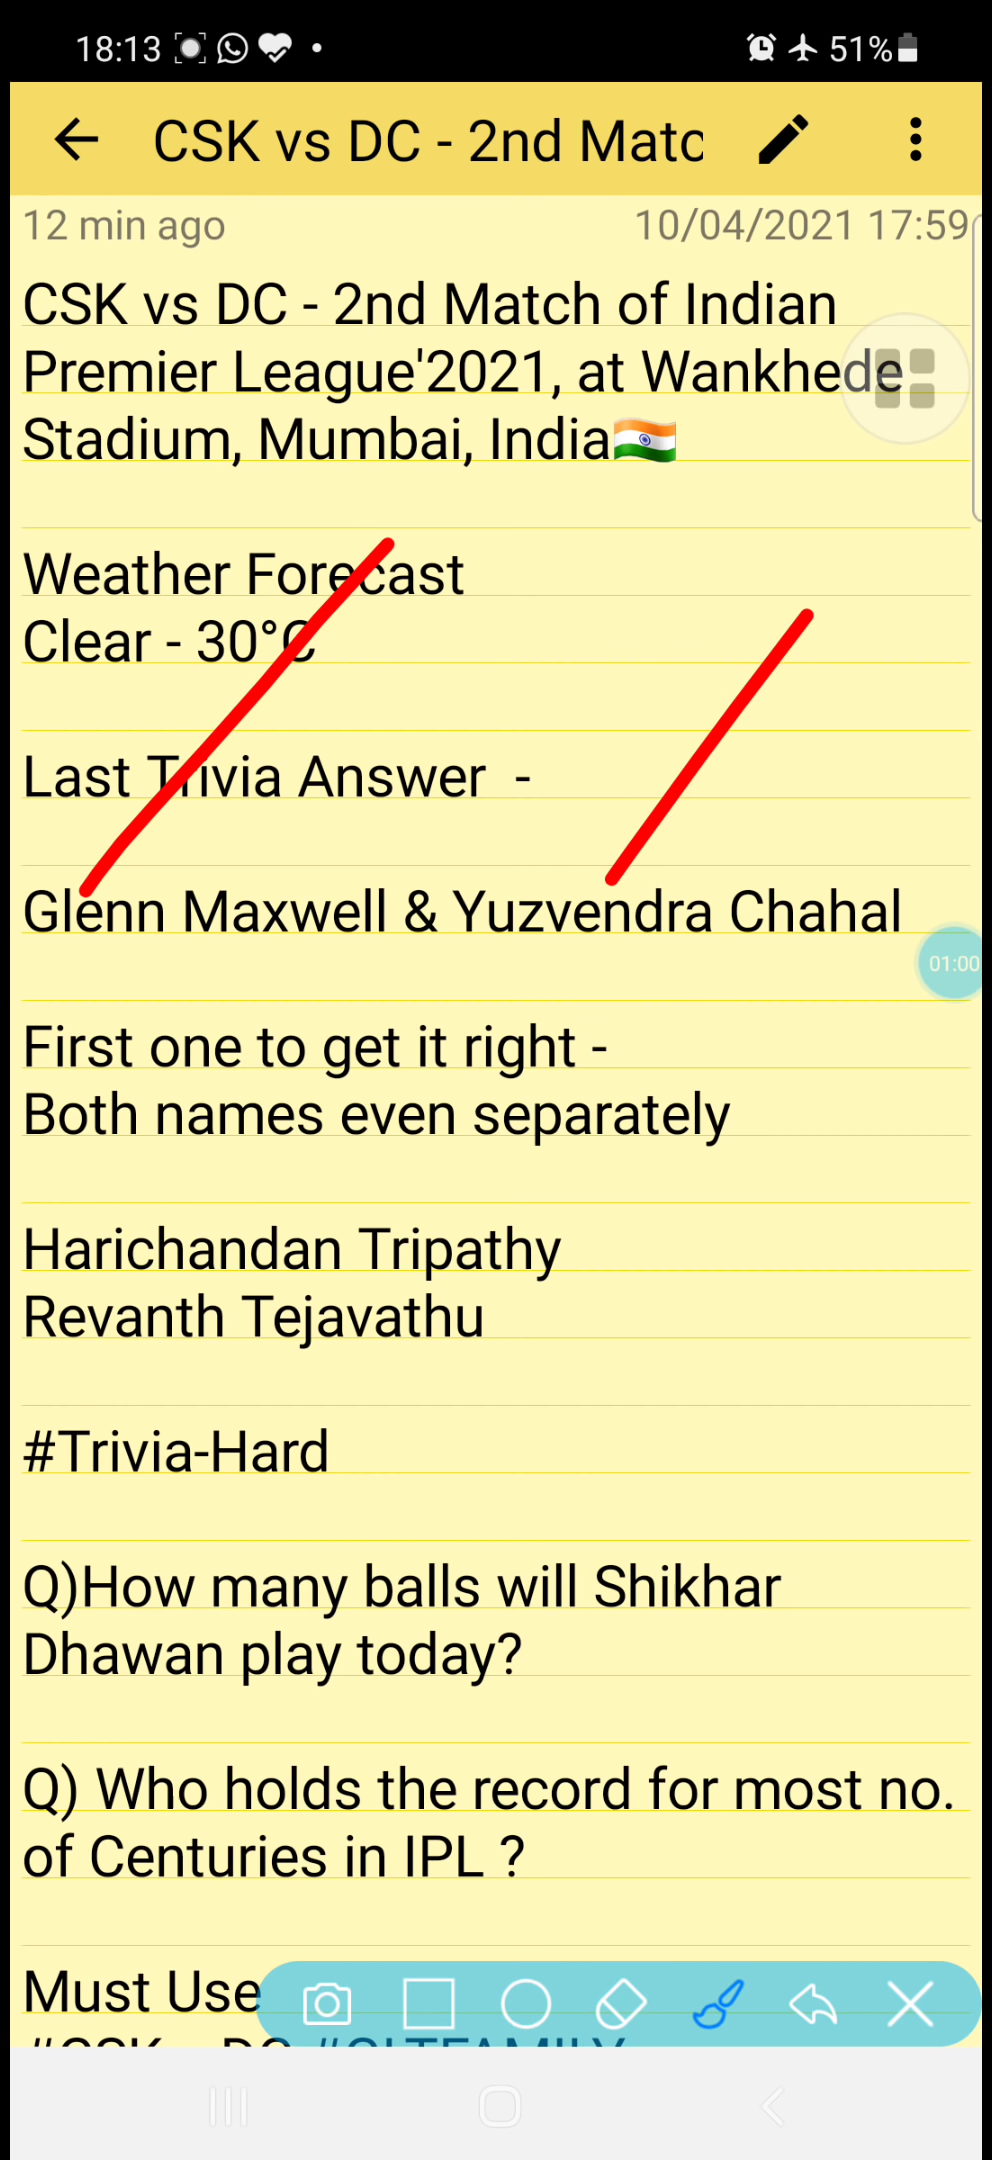 18:13
51%
CSK vs DC - 2nd Matc
12 min ago
10/04/2021 17:59
CSK vs DC - 2nd Match of Indian
Premier League'2021, at Wankhede
Stadium, Mumbai, India🇮🇳
Weather Forecast
Clear - 30°C
Last Trivia Answer -
Glenn Maxwell & Yuzvendra Chahal
01:00
First one to get it right -
Both names even separately
Harichandan Tripathy
Revanth Tejavathu
#Trivia-Hard
Q)How many balls will Shikhar
Dhawan play today?
Q) Who holds the record for most no.
of Centuries in IPL ?
Must Use